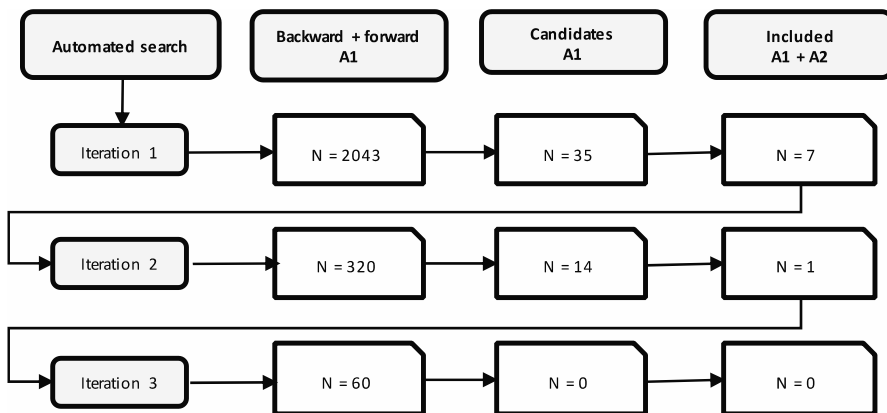 Automated search
Backward + forward
A1
Candidates
A1
Included
A1 + A2
Iteration 1
N = 2043
N = 35
N = 7
Iteration 2
N = 320
N = 14
N = 1
Iteration 3
N = 60
N = 0
N = 0